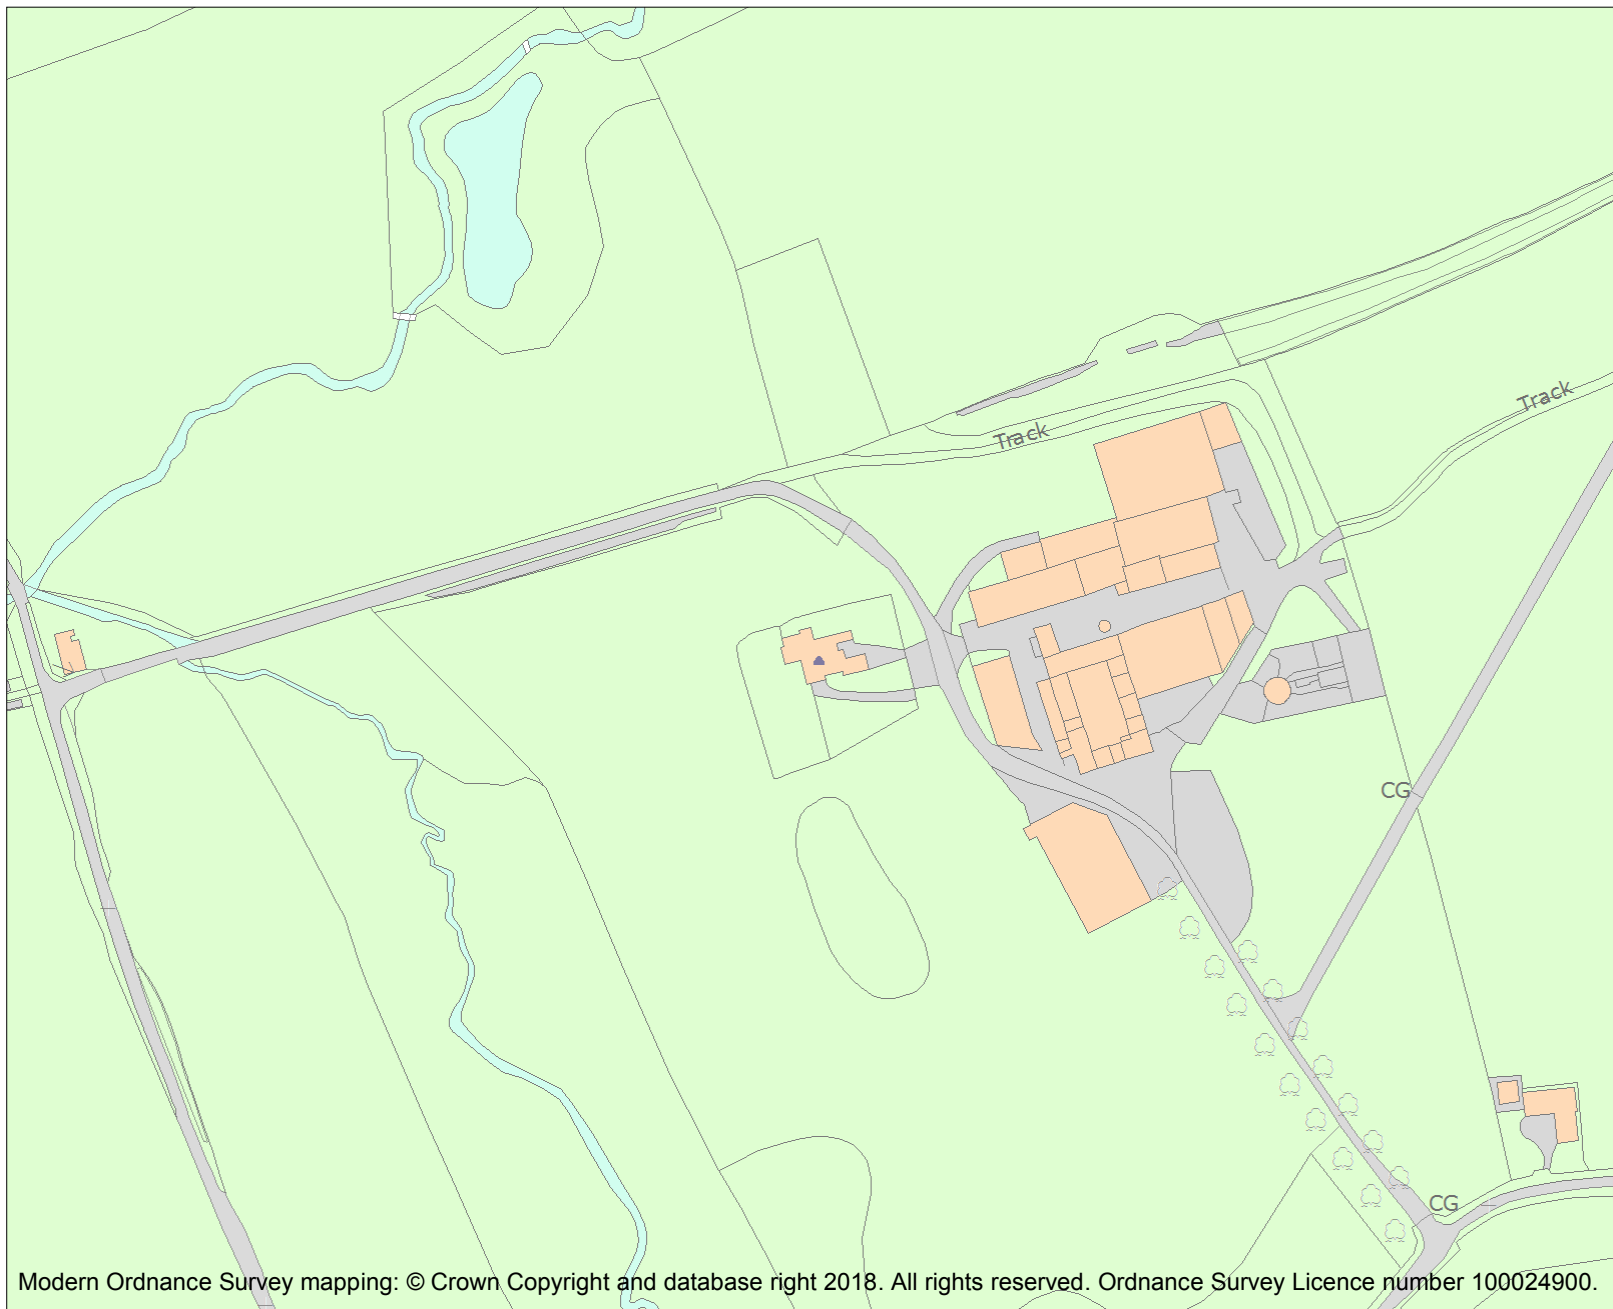 Track
Track
CG
CG
Modern Ordnance Survey mapping: © Crown Copyright and database right 2018. All rights reserved. Ordnance Survey Licence number 100024900.